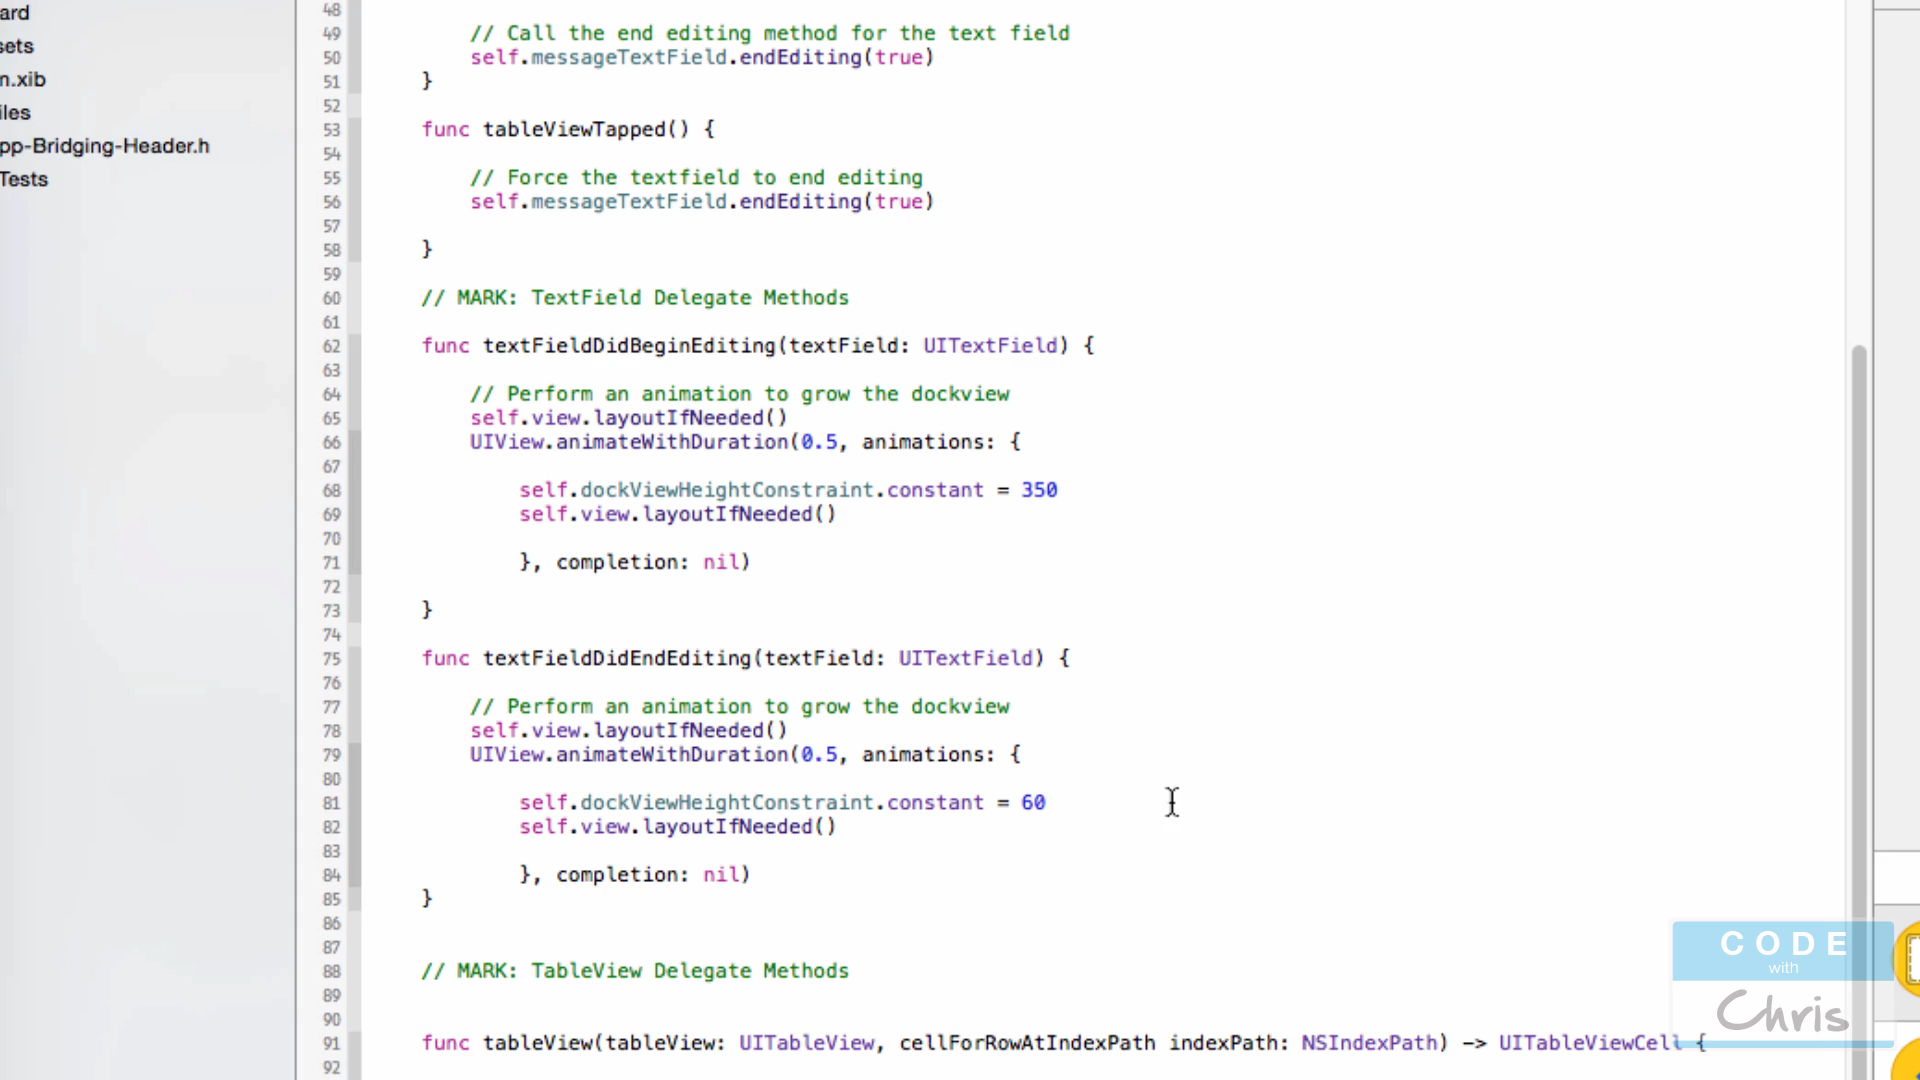 ard
sets
n.xib
iles
pp-Bridging-Header.h
Tests
48
49 // Call the end editing method for the text field
50 self.messageTextField.endEditing(true)
51 }
52
53 func tableViewTapped() {
54
55 // Force the textfield to end editing
56 self.messageTextField.endEditing(true)
57
58 }
59
60 // MARK: TextField Delegate Methods
61
62 func textFieldDidBeginEditing(textField: UITextField) {
63
64 // Perform an animation to grow the dockview
65 self.view.layoutIfNeeded()
66 UIView.animateWithDuration(0.5, animations: {
67
68 self.dockViewHeightConstraint.constant = 350
69 self.view.layoutIfNeeded()
70
71 }, completion: nil)
72
73 }
74
75 func textFieldDidEndEditing(textField: UITextField) {
76
77 // Perform an animation to grow the dockview
78 self.view.layoutIfNeeded()
79 UIView.animateWithDuration(0.5, animations: {
80
81 self.dockViewHeightConstraint.constant = 60
82 self.view.layoutIfNeeded()
83
84 }, completion: nil)
85 }
86
87
88 // MARK: TableView Delegate Methods
89
90
91 func tableView(tableView: UITableView, cellForRowAtIndexPath indexPath: NSIndexPath) -> UITableViewCell {
92
CODE
with
Chris